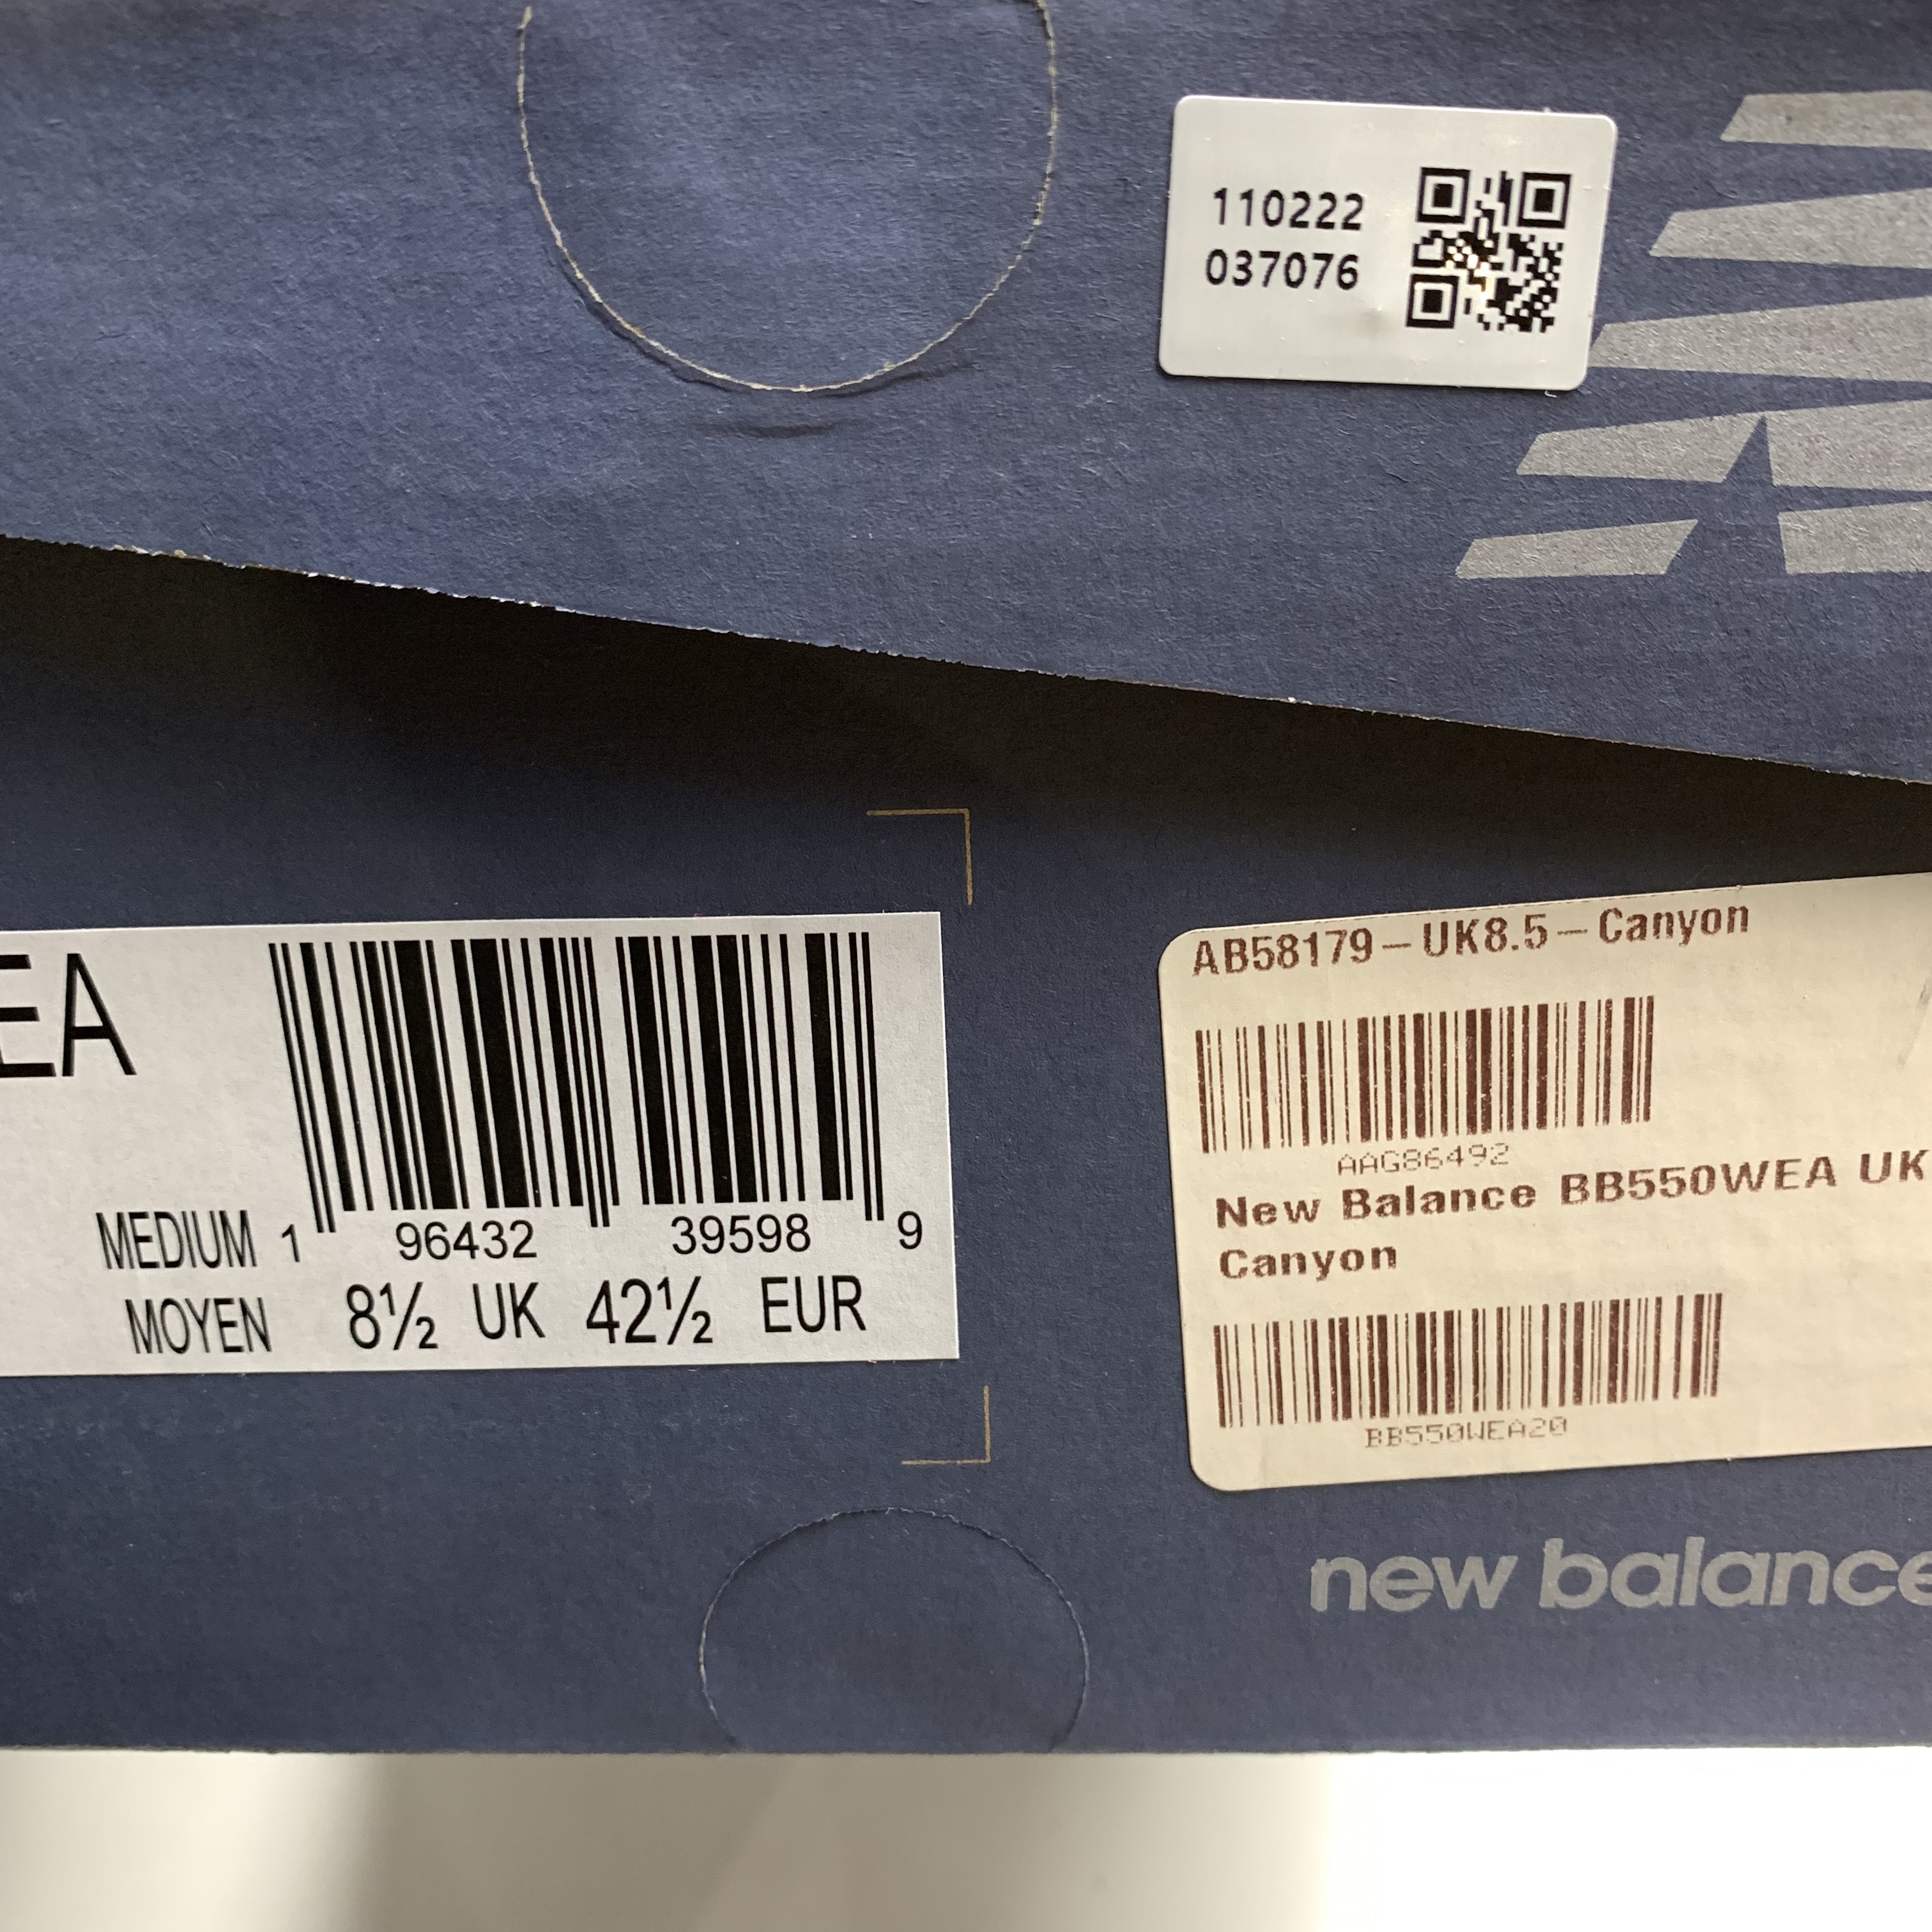 110222
037076
EA
MEDIUM 1 96432 39598 9
MOYEN 8½ UK 42½ EUR
AB58179-UK8.5-Canyon
AAG86492
New Balance BB550WEA UK
Canyon
BB550WEA20
new balance